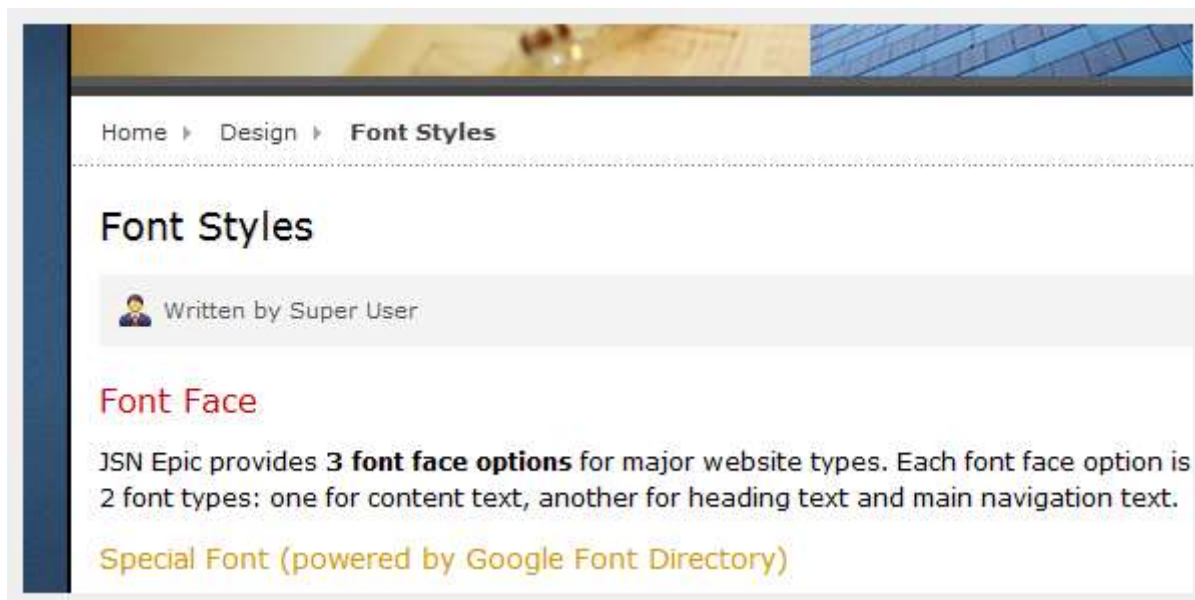 Home Design Font Styles
Font Styles
Written by Super User
Font Face
JSN Epic provides 3 font face options for major website types. Each font face option is
2 font types: one for content text, another for heading text and main navigation text.
Special Font (powered by Google Font Directory)